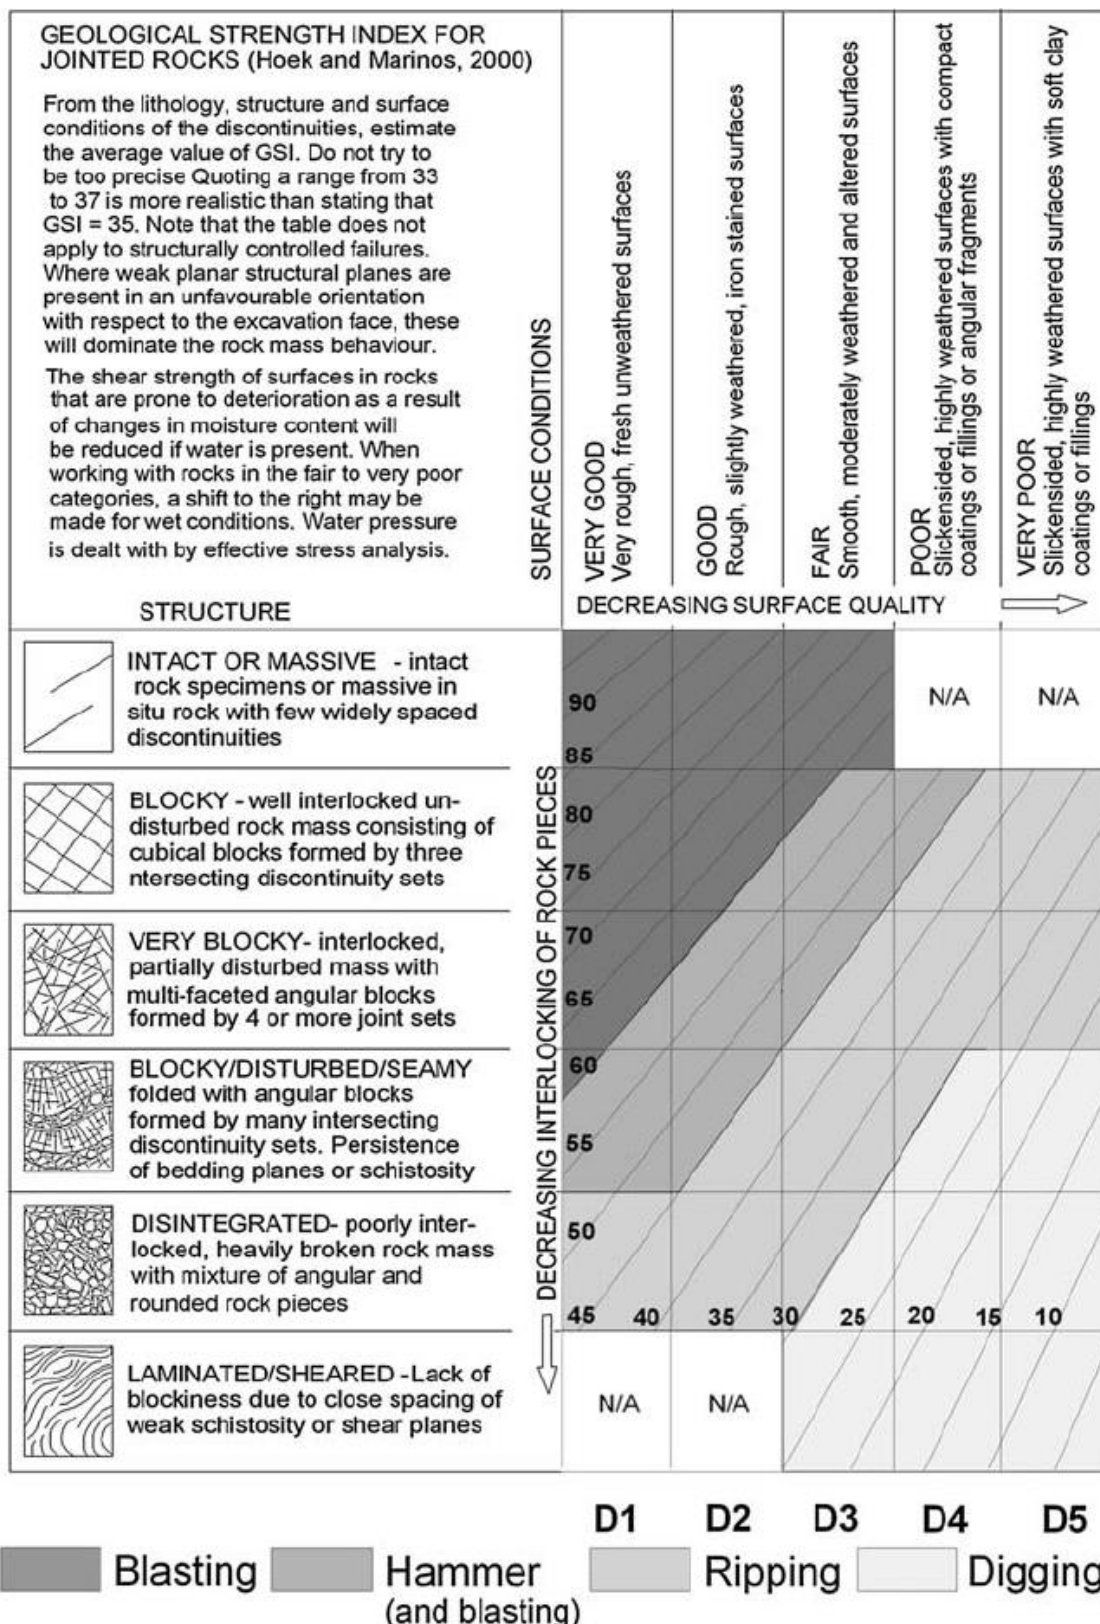 GEOLOGICAL STRENGTH INDEX FOR
JOINTED ROCKS (Hoek and Marinos, 2000)
From the lithology, structure and surface
conditions of the discontinuities, estimate
the average value of GSI. Do not try to
be too precise Quoting a range from 33
to 37 is more realistic than stating that
GSI = 35. Note that the table does not
apply to structurally controlled failures.
Where weak planar structural planes are
present in an unfavourable orientation
with respect to the excavation face, these
will dominate the rock mass behaviour.
The shear strength of surfaces in rocks
that are prone to deterioration as a result
of changes in moisture content will
be reduced if water is present. When
working with rocks in the fair to very poor
categories, a shift to the right may be
made for wet conditions. Water pressure
is dealt with by effective stress analysis.
STRUCTURE
SURFACE CONDITIONS
VERY GOOD
Very rough, fresh unweathered surfaces
GOOD
Rough, slightly weathered, iron stained surfaces
FAIR
Smooth, moderately weathered and altered surfaces
POOR
Slickensided, highly weathered surfaces with compact
coatings or fillings or angular fragments
VERY POOR
Slickensided, highly weathered surfaces with soft clay
coatings or fillings
DECREASING SURFACE QUALITY
DECREASING INTERLOCKING OF ROCK PIECES
INTACT OR MASSIVE - intact
rock specimens or massive in
situ rock with few widely spaced
discontinuities
90
N/A
N/A
85
BLOCKY - well interlocked un-
disturbed rock mass consisting of
cubical blocks formed by three
ntersecting discontinuity sets
80
75
VERY BLOCKY- interlocked,
partially disturbed mass with
multi-faceted angular blocks
formed by 4 or more joint sets
70
65
BLOCKY/DISTURBED/SEAMY
folded with angular blocks
formed by many intersecting
discontinuity sets. Persistence
of bedding planes or schistosity
60
55
DISINTEGRATED- poorly inter-
locked, heavily broken rock mass
with mixture of angular and
rounded rock pieces
50
45 40 35 30 25 20 15 10
LAMINATED/SHEARED -Lack of
blockiness due to close spacing of
weak schistosity or shear planes
N/A
N/A
D1 D2 D3 D4 D5
Blasting
Hammer
(and blasting)
Ripping
Digging